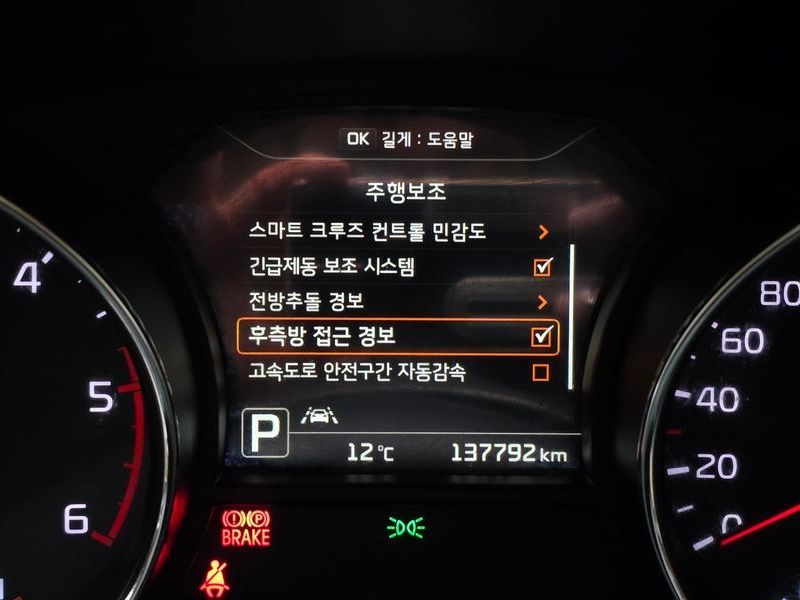 OK 길게 : 도움말
주행보조
스마트 크루즈 컨트롤 민감도
긴급제동 보조 시스템
전방추돌 경보
후측방 접근 경보
고속도로 안전구간 자동감속
P
12℃ 137792 km
4
5
6
80
60
40
20
0
(P)
BRAKE